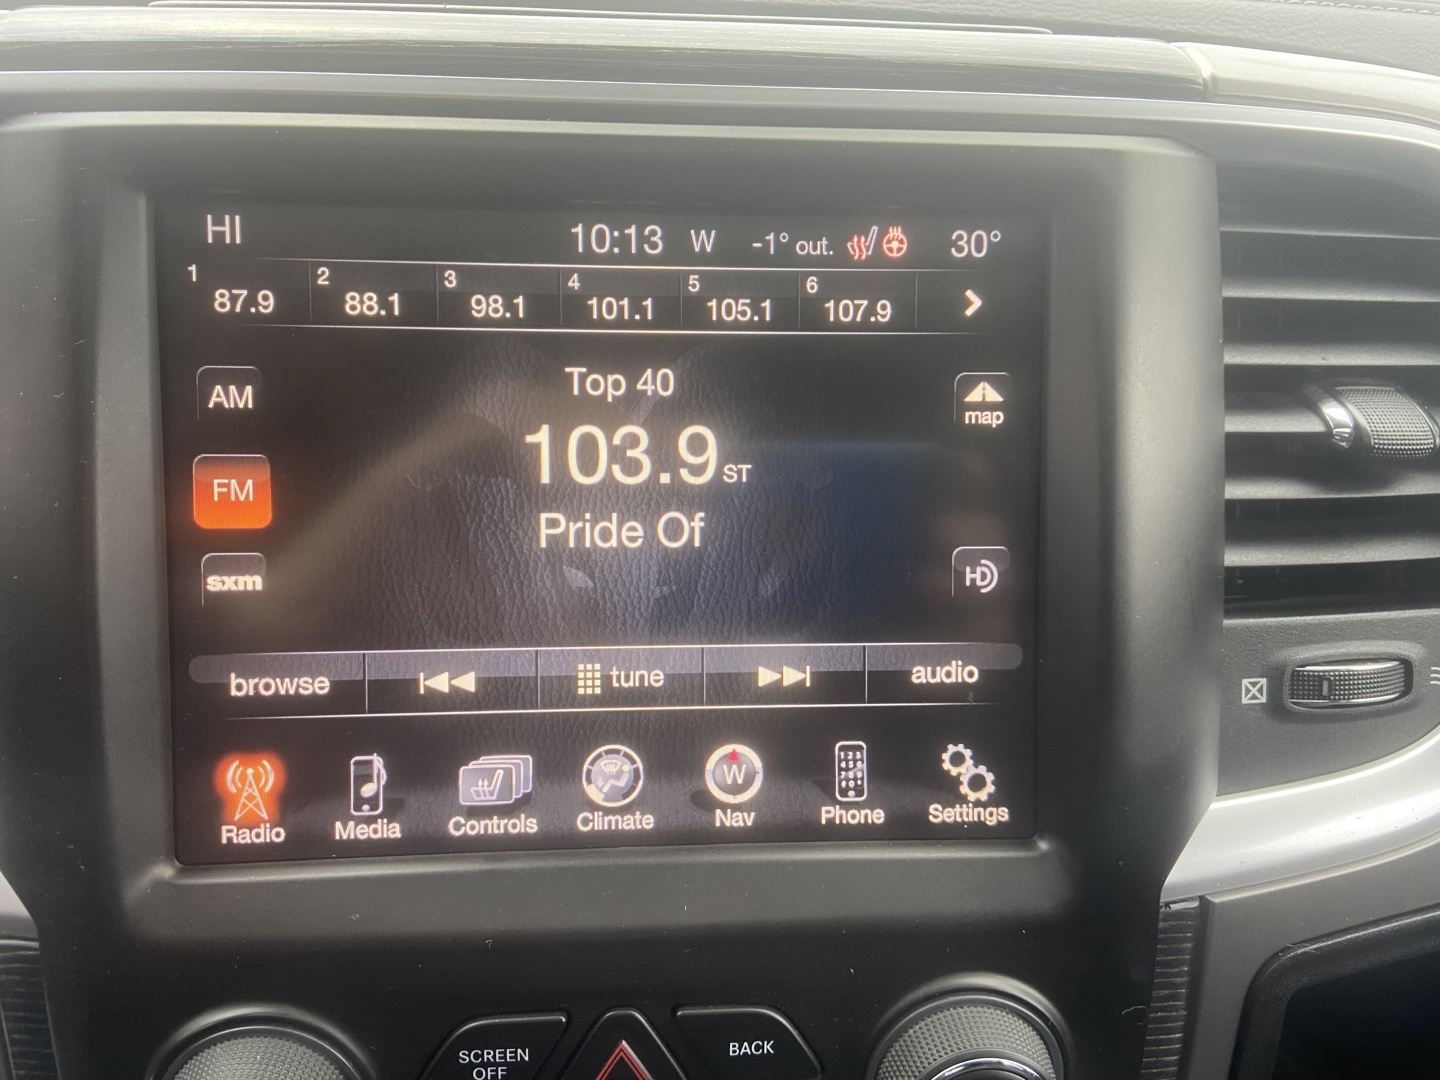 HI 10:13 W -1° out. 30°
1 87.9 2 88.1 3 98.1 4 101.1 5 105.1 6 107.9
Top 40
AM
map
103.9 ST
FM
Pride Of
sxm
HD
browse tune audio
W
Radio Media Controls Climate Nav Phone Settings
SCREEN OFF
BACK